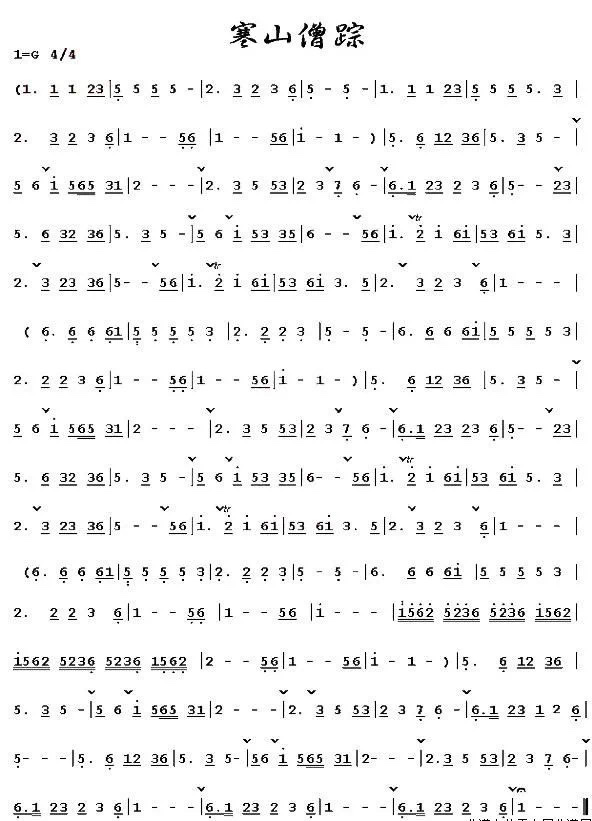 寒山僧踪
1=G 4/4
(1. 1 1 23|5 5 5 5 -|2. 3 2 3 6|5 - 5 -|1. 1 1 23|5 5 5 5. 3|
2. 3 2 3 6|1 - - 56|1 - - 56|i - 1 - )|5. 6 12 36|5. 3 5 -|
5 6 i 565 31|2 - - -|2. 3 5 53|2 3 7 6 -|6.1 23 2 3 6|5- - 23|
5. 6 32 36|5. 3 5 -|5 6 i 53 35|6 - - 56|i. tr 2 i 6i|53 6i 5. 3|
2. 3 23 36|5- - 56|i. tr 2 i 6i|53 6i 3. 5|2. 3 2 3 6|1 - - -|
( 6. 6 6 61|5 5 5 5 3|2. 2 2 3|5 - 5 -|6. 6 6 6i|5 5 5 5 3|
2. 2 2 3 6|1 - - 56|1 - - 56|i - 1 - )|5. 6 12 36|5. 3 5 -|
5 6 i 565 31|2 - - -|2. 3 5 53|2 3 7 6 -|6.1 23 23 6|5- - 23|
5. 6 32 36|5. 3 5 -|5 6 i 53 35|6- - 56|i. tr 2 i 6i|53 6i 5. 3|
2. 3 23 36|5 - - 56|i. tr 2 i 6i|53 6i 3. 5|2. 3 2 3 6|1 - - -|
(6. 6 6 61|5 5 5 5 3|2. 2 2 3|5 - 5 -|6. 6 6 6i|5 5 5 5 3|
2. 2 2 3 6|1 - - 56|1 - - 56|i - - -|i562 5236 5236 i562|
i562 5236 5236 1562|2 - - 56|1 - - 56|i - 1 - )|5. 6 12 36|
5. 3 5 -|5 6 i 565 31|2 - - -|2. 3 5 53|2 3 7 6 -|6.1 23 1 2 6|
5- - -|5. 6 12 36|5. 3 5-|56 i 565 31|2- - -|2.3 5 53|2 3 7 6-|
6.1 23 2 3 6|1 - - -|6.1 23 2 3 6|1 - - -|6.1 23 2 3 6|1 - - -‖